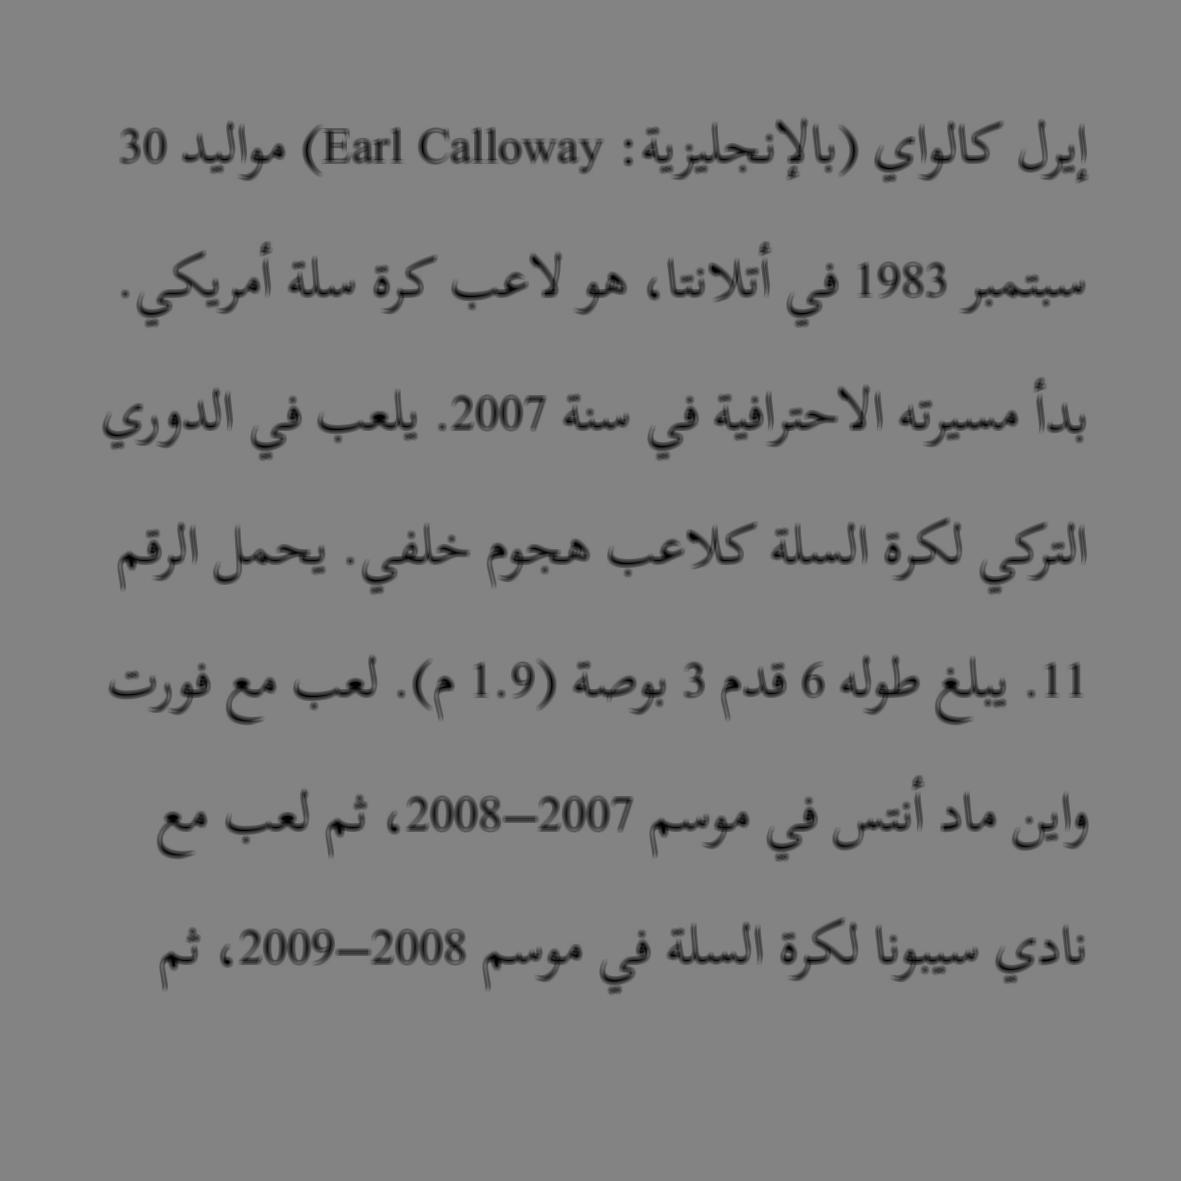 إيرل كالواي (بالإنجليزية: Earl Calloway) مواليد 30
سبتمبر 1983 في أتلانتا، هو لاعب كرة سلة أمريكي.
بدأ مسيرته الاحترافية في سنة 2007. يلعب في الدوري
التركي لكرة السلة كلاعب هجوم خلفي. يحمل الرقم
11. يبلغ طوله 6 قدم 3 بوصة (1.9 م). لعب مع فورت
واين ماد أنتس في موسم 2007–2008، ثم لعب مع
نادي سيبونا لكرة السلة في موسم 2008–2009، ثم